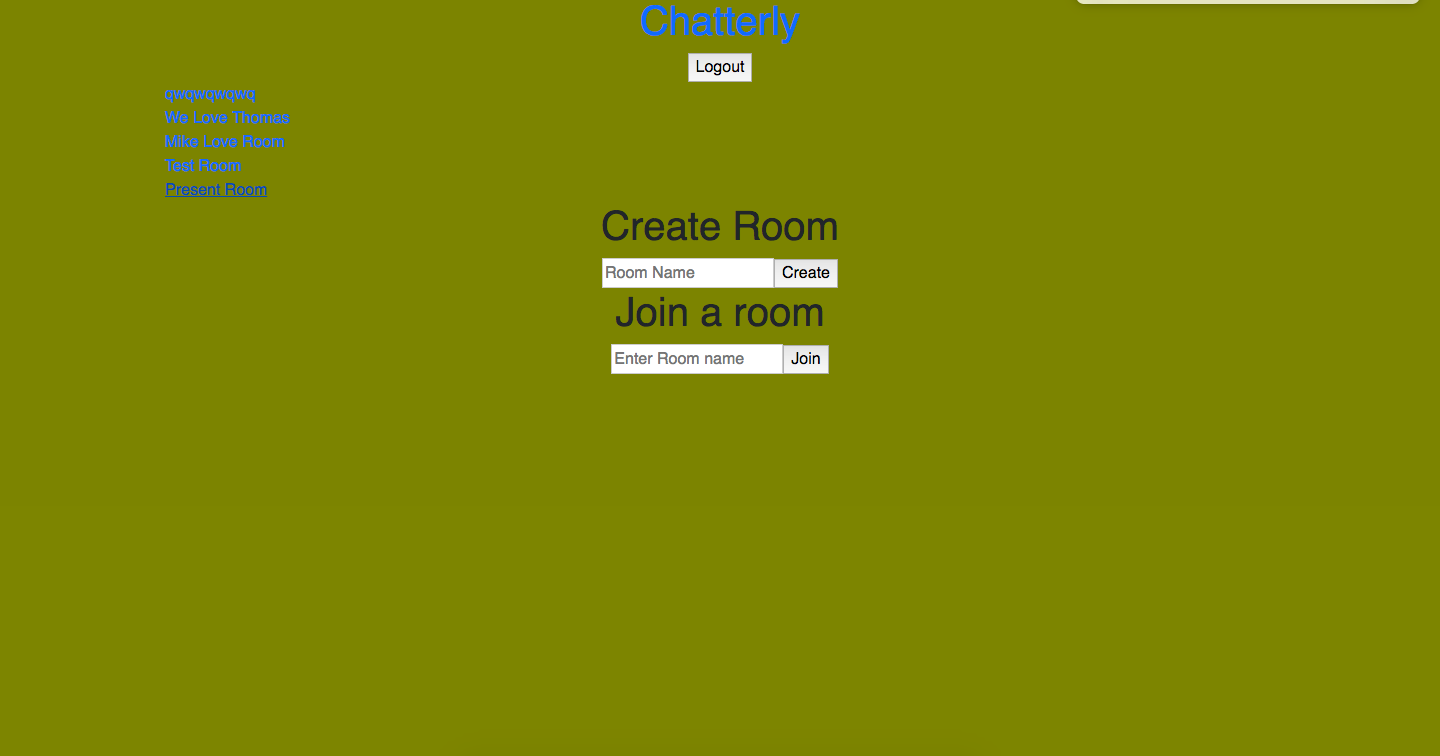 Chatterly
Logout
qwqwqwqwq
We Love Thomas
Mike Love Room
Test Room
Present Room
Create Room
Room Name Create
Join a room
Enter Room name Join